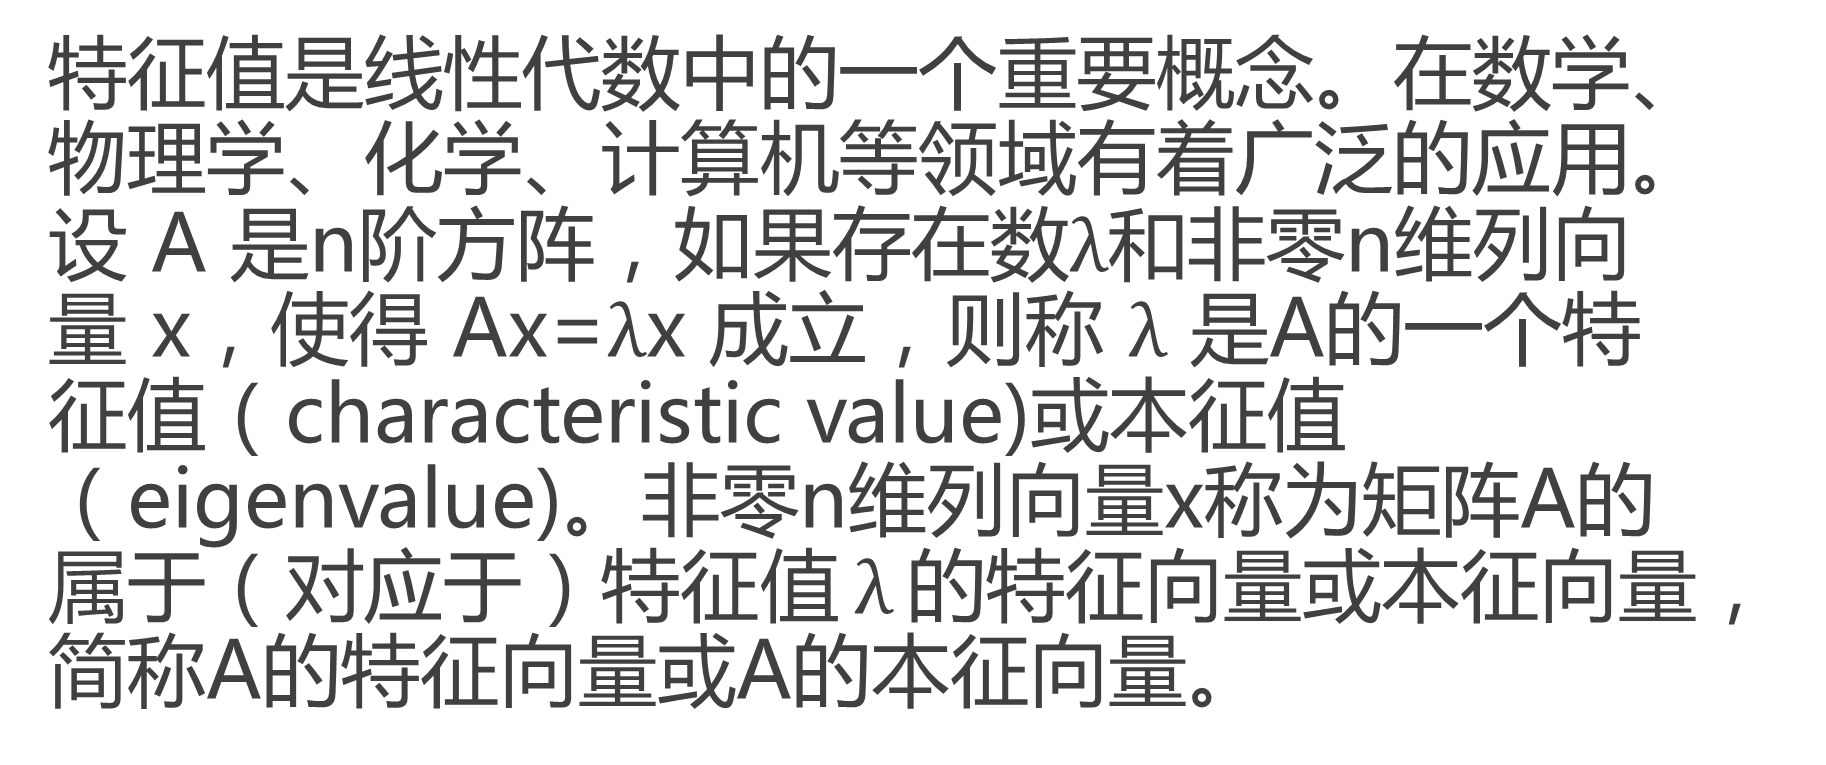 特征值是线性代数中的一个重要概念。在数学、
物理学、化学、计算机等领域有着广泛的应用。
设 A 是n阶方阵，如果存在数λ和非零n维列向
量 x，使得 Ax=λx 成立，则称 λ 是A的一个特
征值（characteristic value)或本征值
（eigenvalue)。非零n维列向量x称为矩阵A的
属于（对应于）特征值λ的特征向量或本征向量，
简称A的特征向量或A的本征向量。